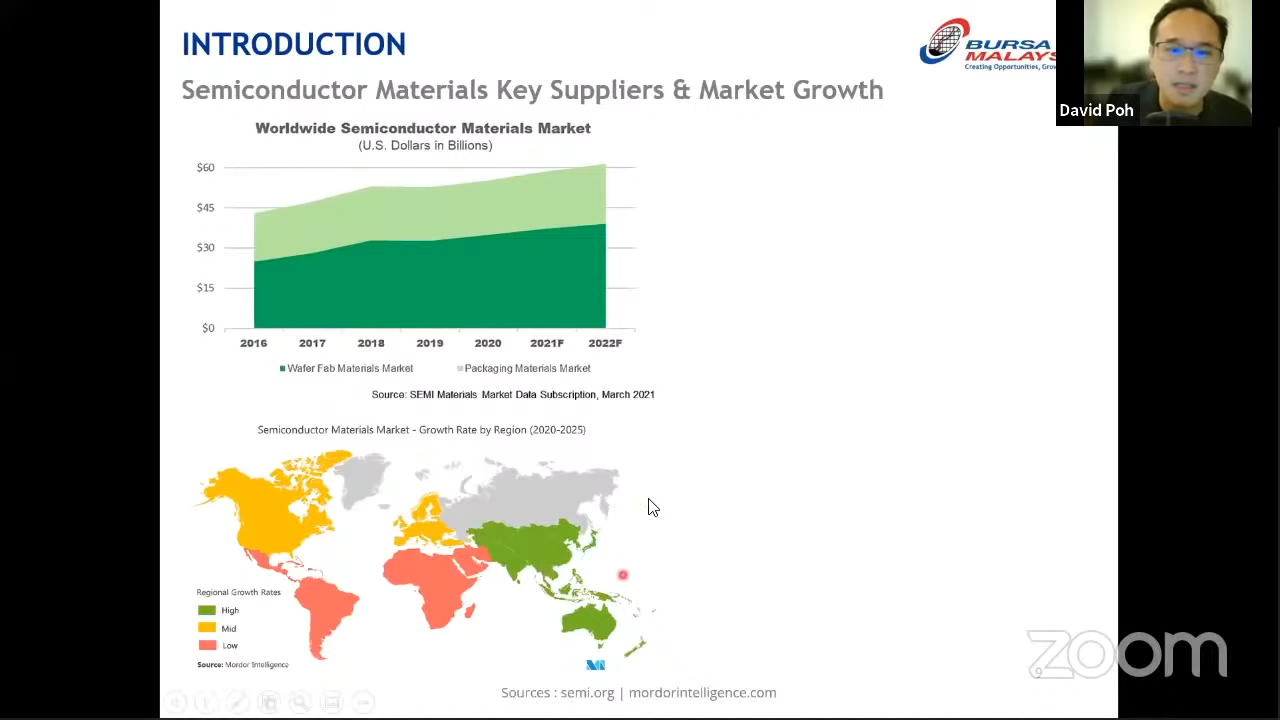 INTRODUCTION
BURSA
MALAYS
Creating Opportunities, Grow
David Poh
Semiconductor Materials Key Suppliers & Market Growth
Worldwide Semiconductor Materials Market
(U.S. Dollars in Billions)
$60
$45
$30
$15
$0
2016 2017 2018 2019 2020 2021F 2022F
Wafer Fab Materials Market Packaging Materials Market
Source: SEMI Materials Market Data Subscription, March 2021
Semiconductor Materials Market - Growth Rate by Region (2020-2025)
Regional Growth Rates
High
Mid
Low
Source: Mordor Intelligence
Sources : semi.org | mordorintelligence.com
zoom
9